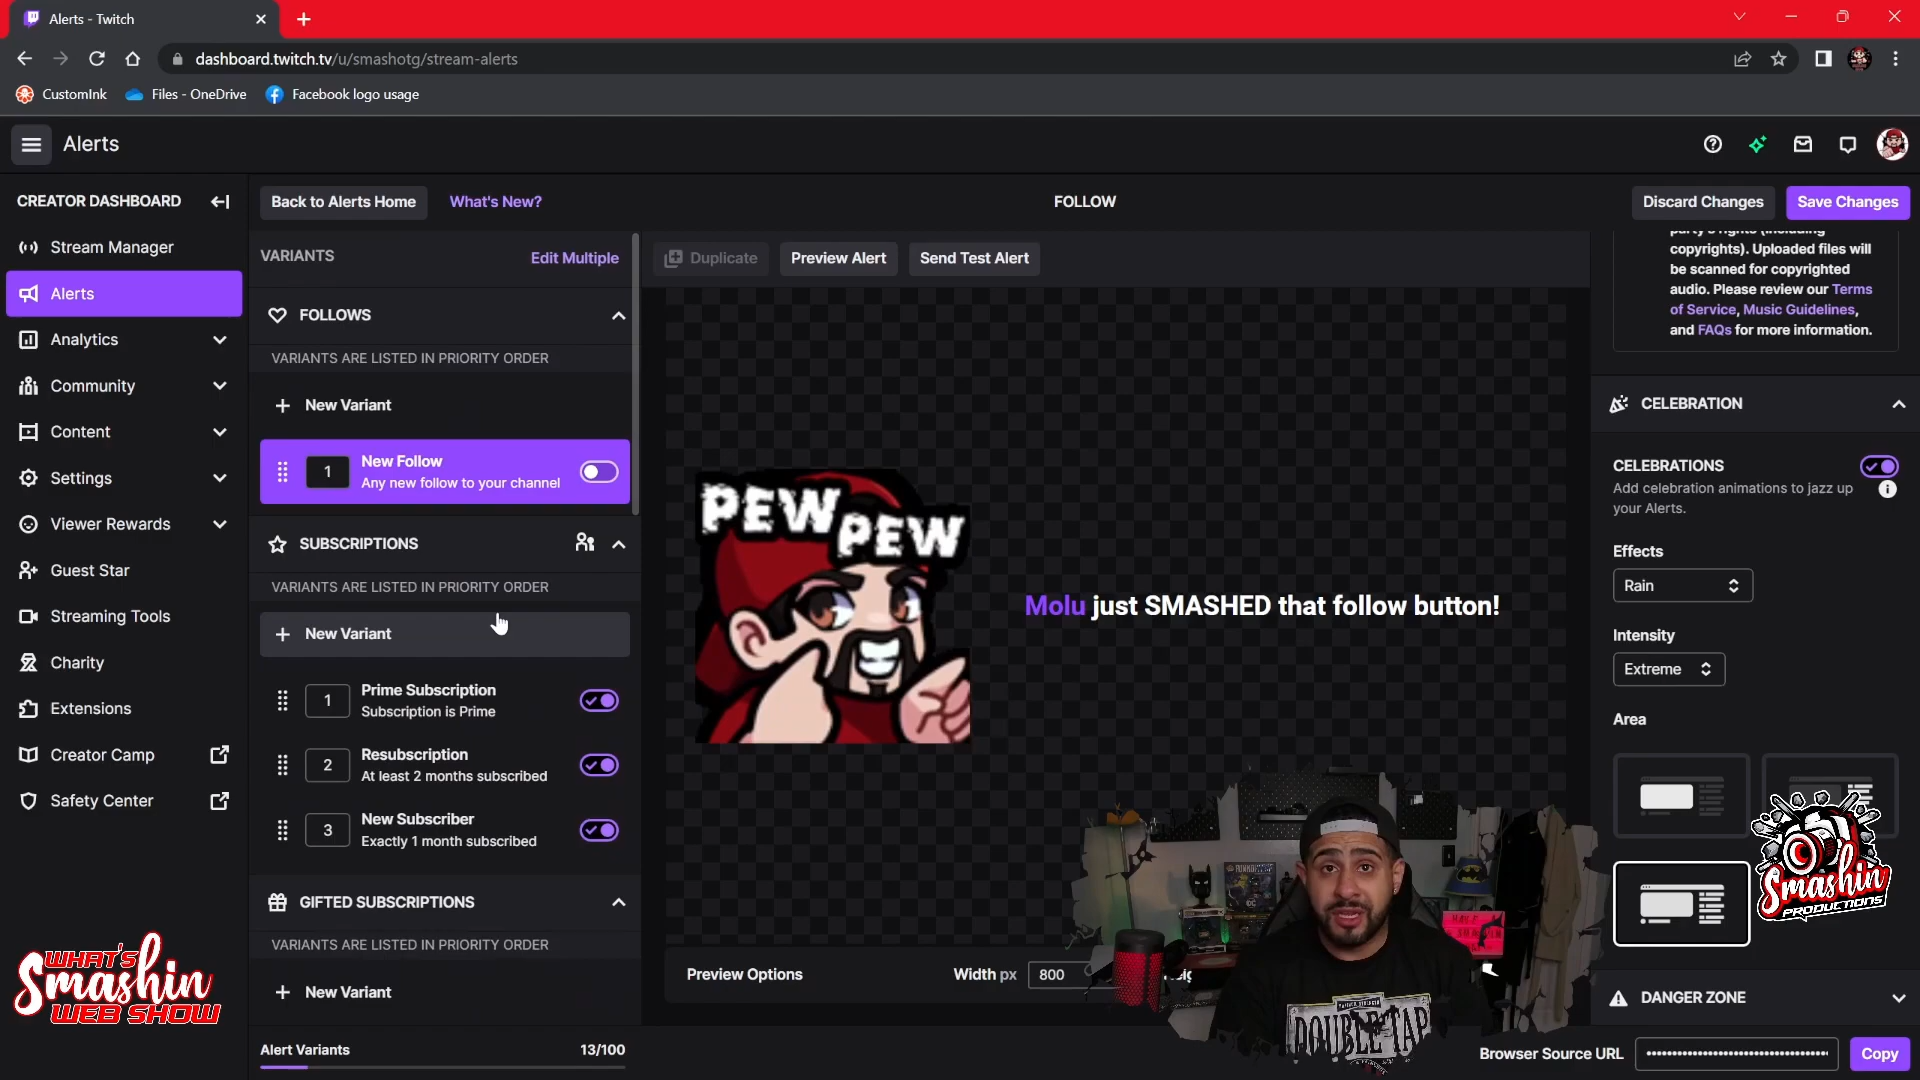 Alerts - Twitch
dashboard.twitch.tv/u/smashotg/stream-alerts
CustomInk
Files - OneDrive
Facebook logo usage
Alerts
CREATOR DASHBOARD
Stream Manager
Alerts
Analytics
Community
Content
Settings
Viewer Rewards
Guest Star
Streaming Tools
Charity
Extensions
Creator Camp
Safety Center
WHAT'S
Smashin
WEB SHOW
Back to Alerts Home
What's New?
FOLLOW
Discard Changes
Save Changes
VARIANTS
Edit Multiple
FOLLOWS
VARIANTS ARE LISTED IN PRIORITY ORDER
New Variant
1
New Follow
Any new follow to your channel
SUBSCRIPTIONS
VARIANTS ARE LISTED IN PRIORITY ORDER
New Variant
1
Prime Subscription
Subscription is Prime
2
Resubscription
At least 2 months subscribed
3
New Subscriber
Exactly 1 month subscribed
GIFTED SUBSCRIPTIONS
VARIANTS ARE LISTED IN PRIORITY ORDER
New Variant
Alert Variants
13/100
Duplicate
Preview Alert
Send Test Alert
PEW
PEW
Molu just SMASHED that follow button!
Preview Options
Width px
800
DOUBLE TAP
party's rights (including
copyrights). Uploaded files will
be scanned for copyrighted
audio. Please review our Terms
of Service, Music Guidelines,
and FAQs for more information.
CELEBRATION
CELEBRATIONS
Add celebration animations to jazz up
your Alerts.
Effects
Rain
Intensity
Extreme
Area
Smashin
PRODUCTIONS
DANGER ZONE
Browser Source URL
Copy